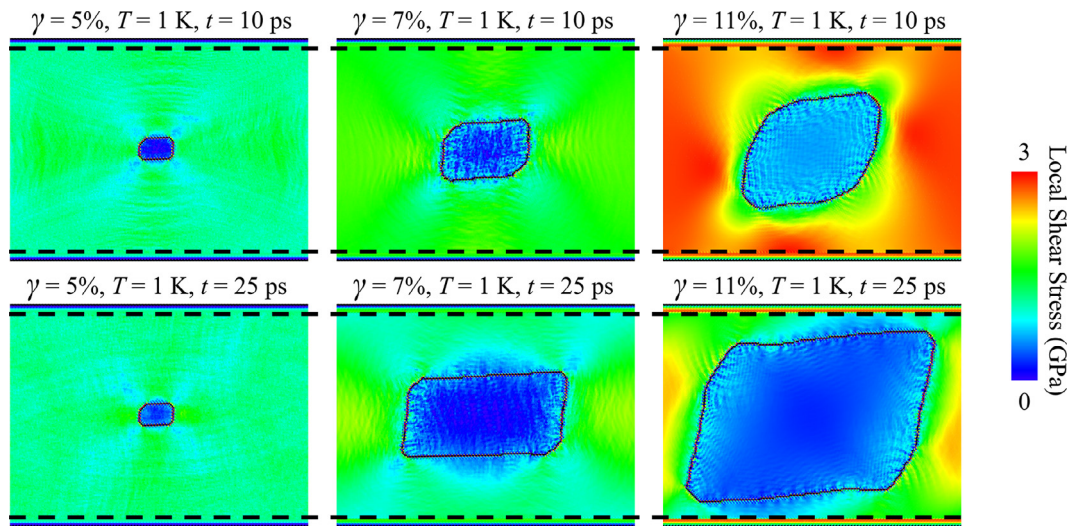 γ = 5%, T = 1 K, t = 10 ps
γ = 7%, T = 1 K, t = 10 ps
γ = 11%, T = 1 K, t = 10 ps
γ = 5%, T = 1 K, t = 25 ps
γ = 7%, T = 1 K, t = 25 ps
γ = 11%, T = 1 K, t = 25 ps
3
0
Local Shear Stress (GPa)